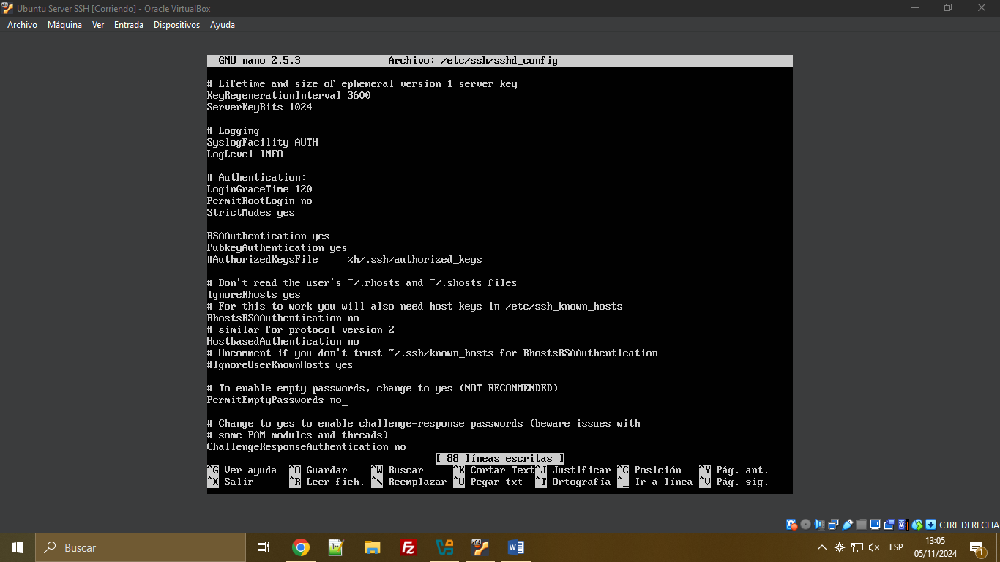 Ubuntu Server SSH [Corriendo] - Oracle VirtualBox
Archivo Máquina Ver Entrada Dispositivos Ayuda
GNU nano 2.5.3 Archivo: /etc/ssh/sshd_config
# Lifetime and size of ephemeral version 1 server key
KeyRegenerationInterval 3600
ServerKeyBits 1024
# Logging
SyslogFacility AUTH
LogLevel INFO
# Authentication:
LoginGraceTime 120
PermitRootLogin no
StrictModes yes
RSAAuthentication yes
PubkeyAuthentication yes
#AuthorizedKeysFile %h/.ssh/authorized_keys
# Don't read the user's ~/.rhosts and ~/.shosts files
IgnoreRhosts yes
# For this to work you will also need host keys in /etc/ssh_known_hosts
RhostsRSAAuthentication no
# similar for protocol version 2
HostbasedAuthentication no
# Uncomment if you don't trust ~/.ssh/known_hosts for RhostsRSAAuthentication
#IgnoreUserKnownHosts yes
# To enable empty passwords, change to yes (NOT RECOMMENDED)
PermitEmptyPasswords no_
# Change to yes to enable challenge-response passwords (beware issues with
# some PAM modules and threads)
ChallengeResponseAuthentication no
[ 88 líneas escritas ]
^G Ver ayuda ^O Guardar ^W Buscar ^K Cortar Text ^J Justificar ^C Posición ^Y Pág. ant.
^X Salir ^R Leer fich. ^\ Reemplazar ^U Pegar txt ^T Ortografía ^_ Ir a línea ^V Pág. sig.
CTRL DERECHA
Buscar
ESP
13:05
05/11/2024
1